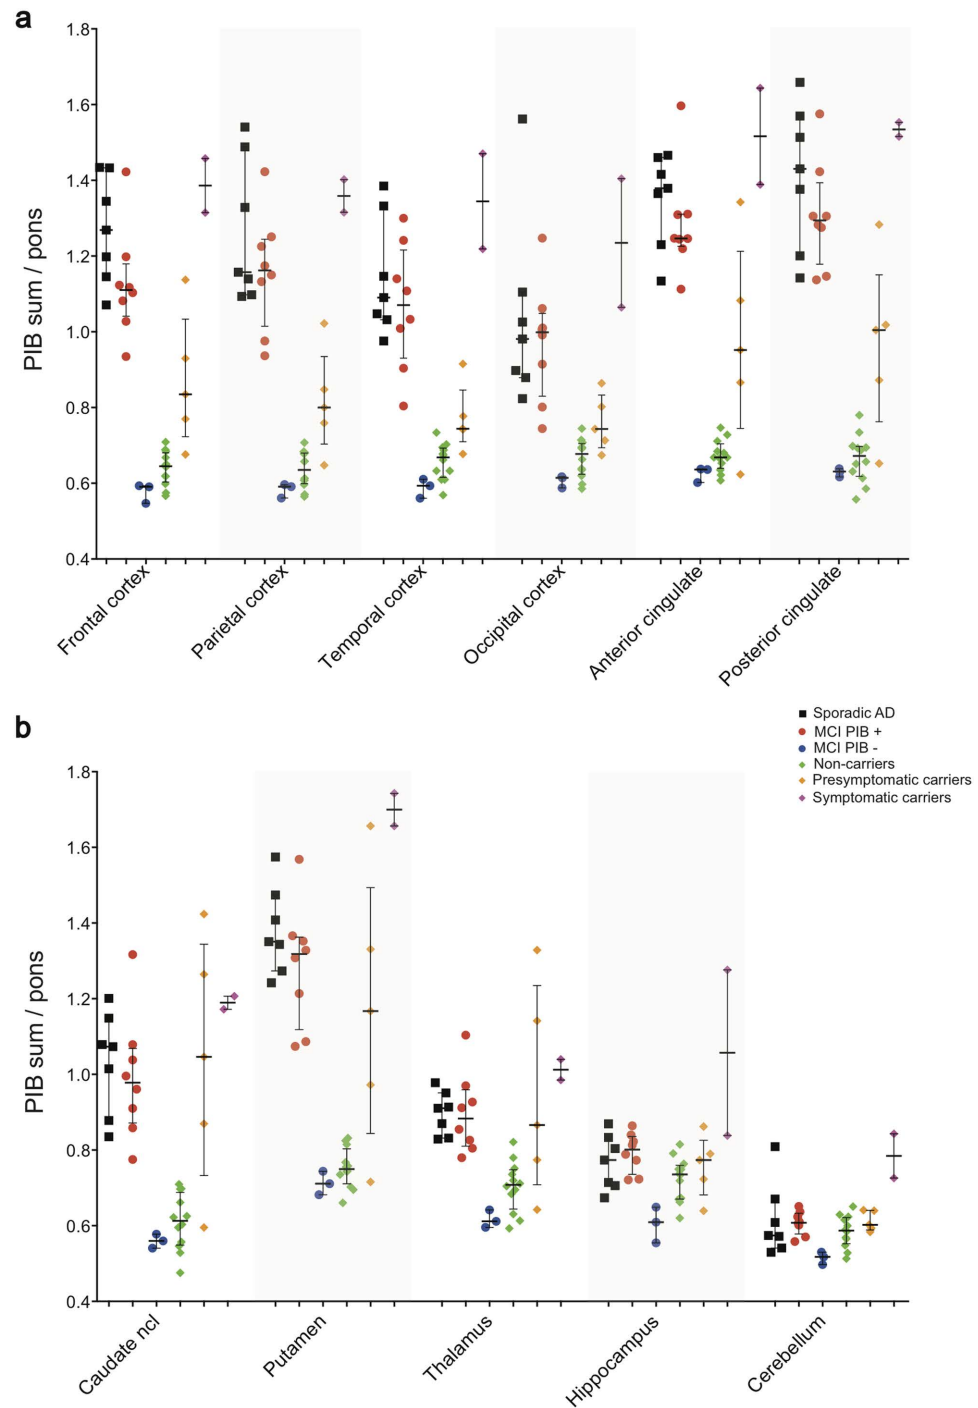 a
1.8
1.6
1.4
1.2
1.0
0.8
0.6
0.4
PIB sum / pons
Frontal cortex
Parietal cortex
Temporal cortex
Occipital cortex
Anterior cingulate
Posterior cingulate
b
Sporadic AD
MCI PIB +
MCI PIB -
Non-carriers
Presymptomatic carriers
Symptomatic carriers
1.8
1.6
1.4
1.2
1.0
0.8
0.6
0.4
PIB sum / pons
Caudate ncl
Putamen
Thalamus
Hippocampus
Cerebellum